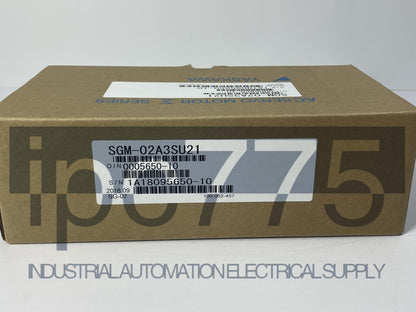 YASKAWA
AC SERVO MOTOR Σ SERIES
SGM-02A3SU21
O/N 0005650-10
S/N 1A18095650-10
2018.09
SG-07
ip6775
INDUSTRIAL AUTOMATION ELECTRICAL SUPPLY